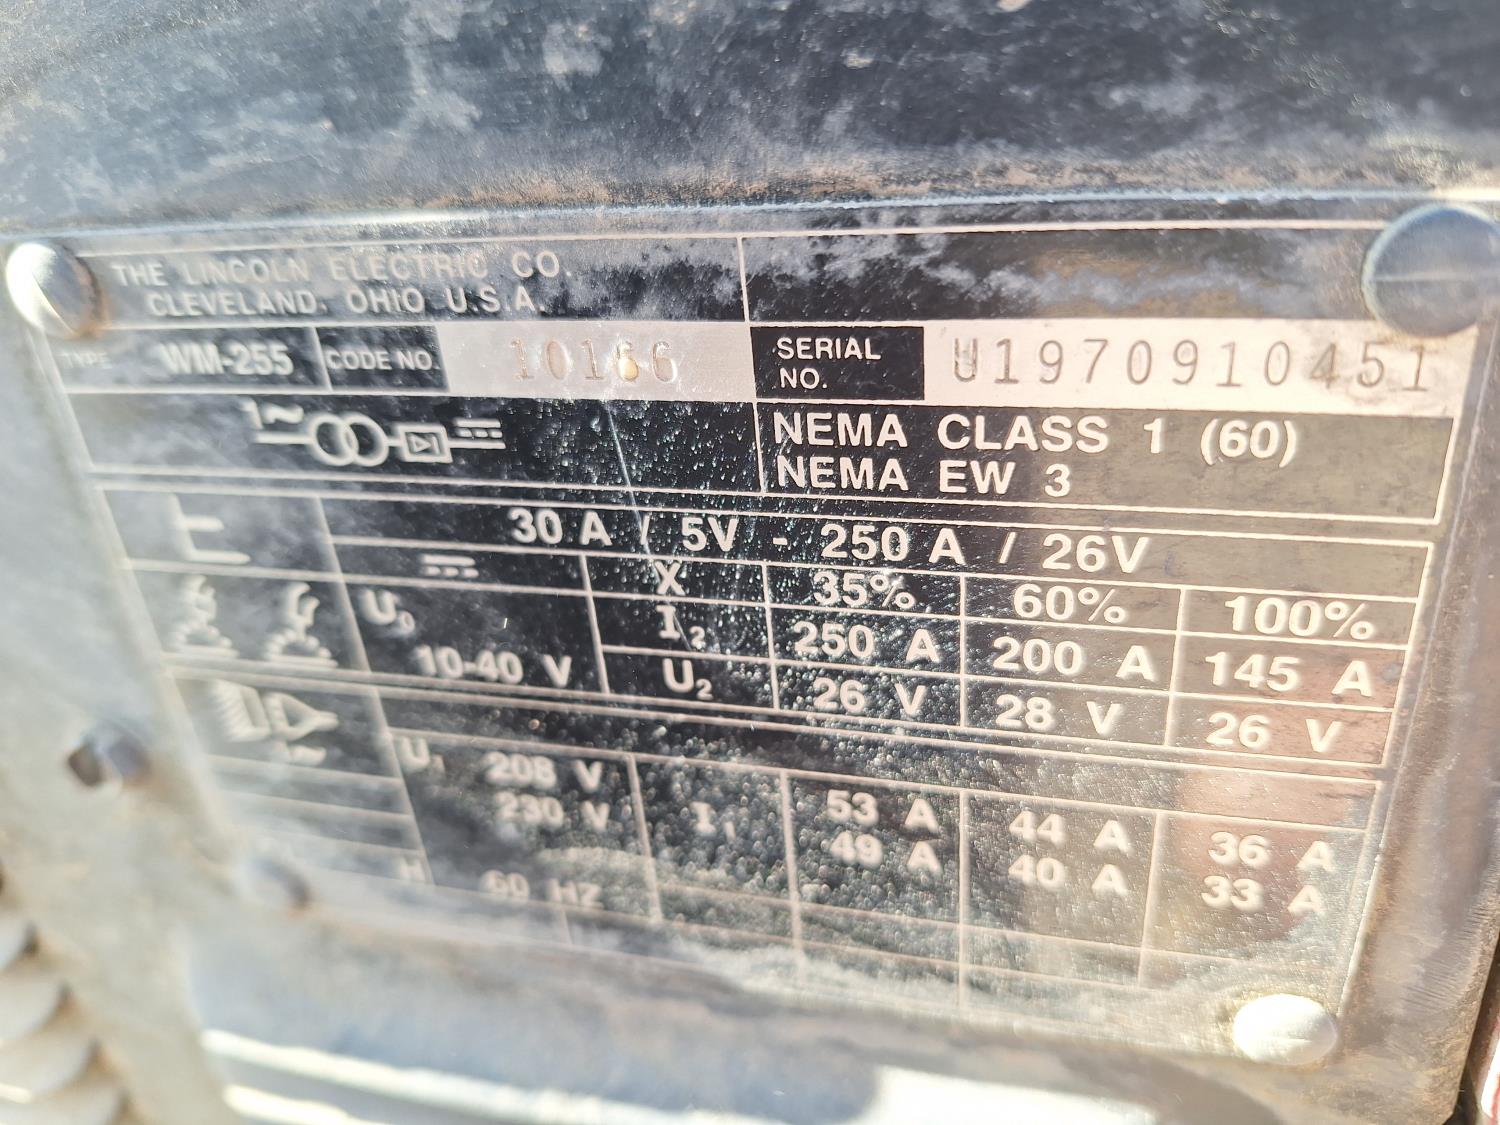 THE LINCOLN ELECTRIC CO.
CLEVELAND, OHIO U.S.A.
TYPE WM-255 CODE NO. 10166 SERIAL NO. U1970910451
1~
NEMA CLASS 1 (60)
NEMA EW 3
30 A / 5V - 250 A / 26V
X 35% 60% 100%
U0 I2 250 A 200 A 145 A
10-40 V U2 26 V 28 V 26 V
U1 208 V I1 53 A 44 A 36 A
230 V 49 A 40 A 33 A
60 HZ